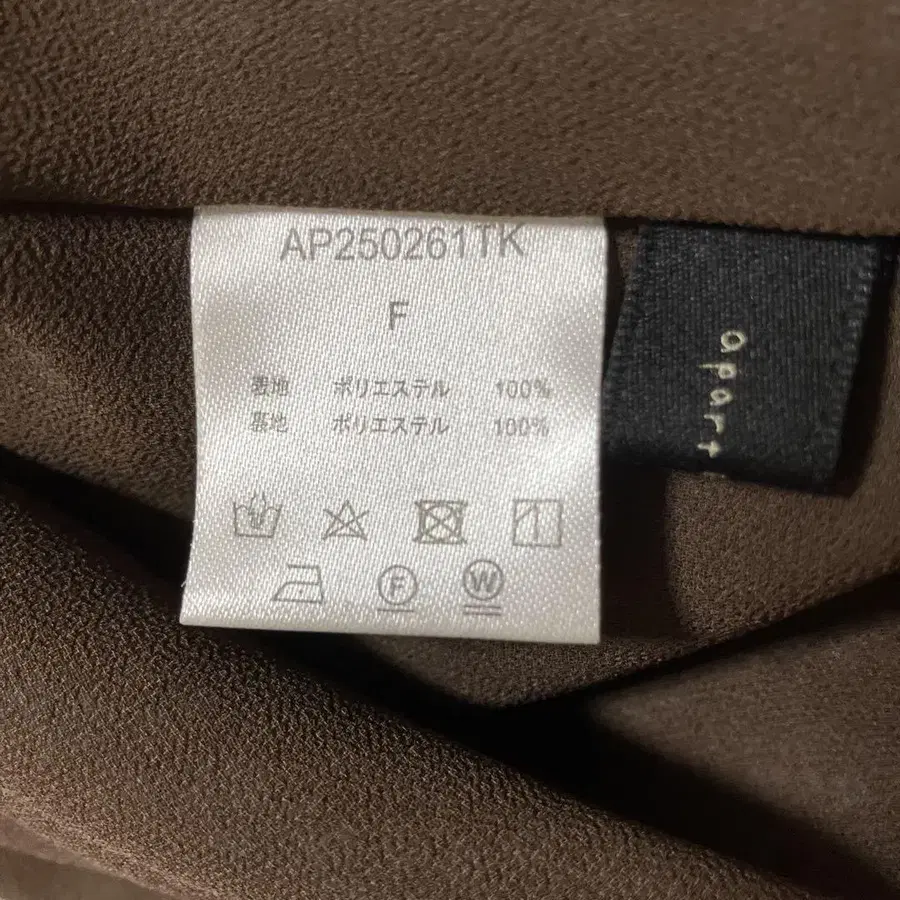 AP250261TK
F
表地 ポリエステル 100%
裏地 ポリエステル 100%
F W
apart